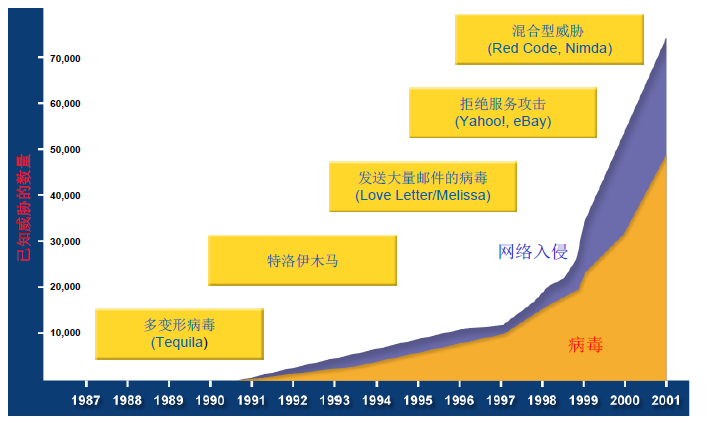 混合型威胁
(Red Code, Nimda)
70,000
60,000
拒绝服务攻击
(Yahoo!, eBay)
50,000
发送大量邮件的病毒
(Love Letter/Melissa)
40,000
已知威胁的数量
30,000
网络入侵
特洛伊木马
20,000
多变形病毒
(Tequila)
10,000
病毒
1987 1988 1989 1990 1991 1992 1993 1994 1995 1996 1997 1998 1999 2000 2001